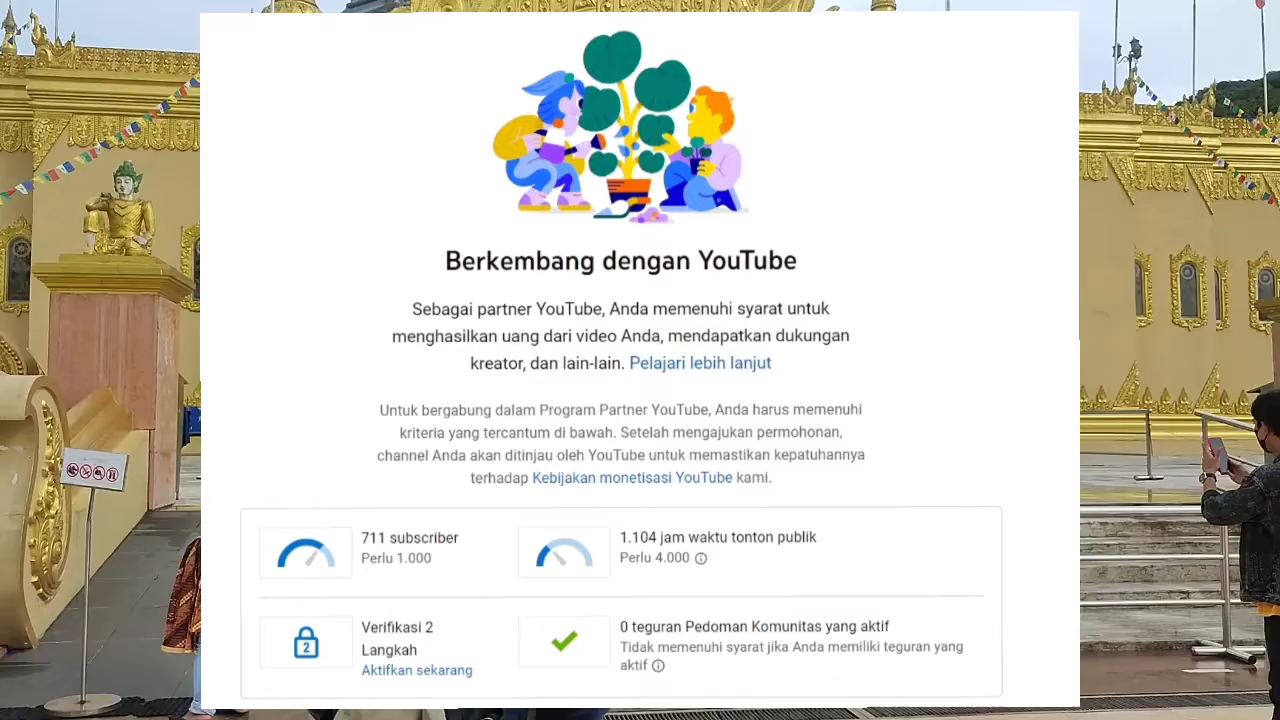 Berkembang dengan YouTube
Sebagai partner YouTube, Anda memenuhi syarat untuk
menghasilkan uang dari video Anda, mendapatkan dukungan
kreator, dan lain-lain. Pelajari lebih lanjut
Untuk bergabung dalam Program Partner YouTube, Anda harus memenuhi
kriteria yang tercantum di bawah. Setelah mengajukan permohonan,
channel Anda akan ditinjau oleh YouTube untuk memastikan kepatuhannya
terhadap Kebijakan monetisasi YouTube kami.
711 subscriber
Perlu 1.000
1.104 jam waktu tonton publik
Perlu 4.000
2
Verifikasi 2
Langkah
Aktifkan sekarang
0 teguran Pedoman Komunitas yang aktif
Tidak memenuhi syarat jika Anda memiliki teguran yang
aktif